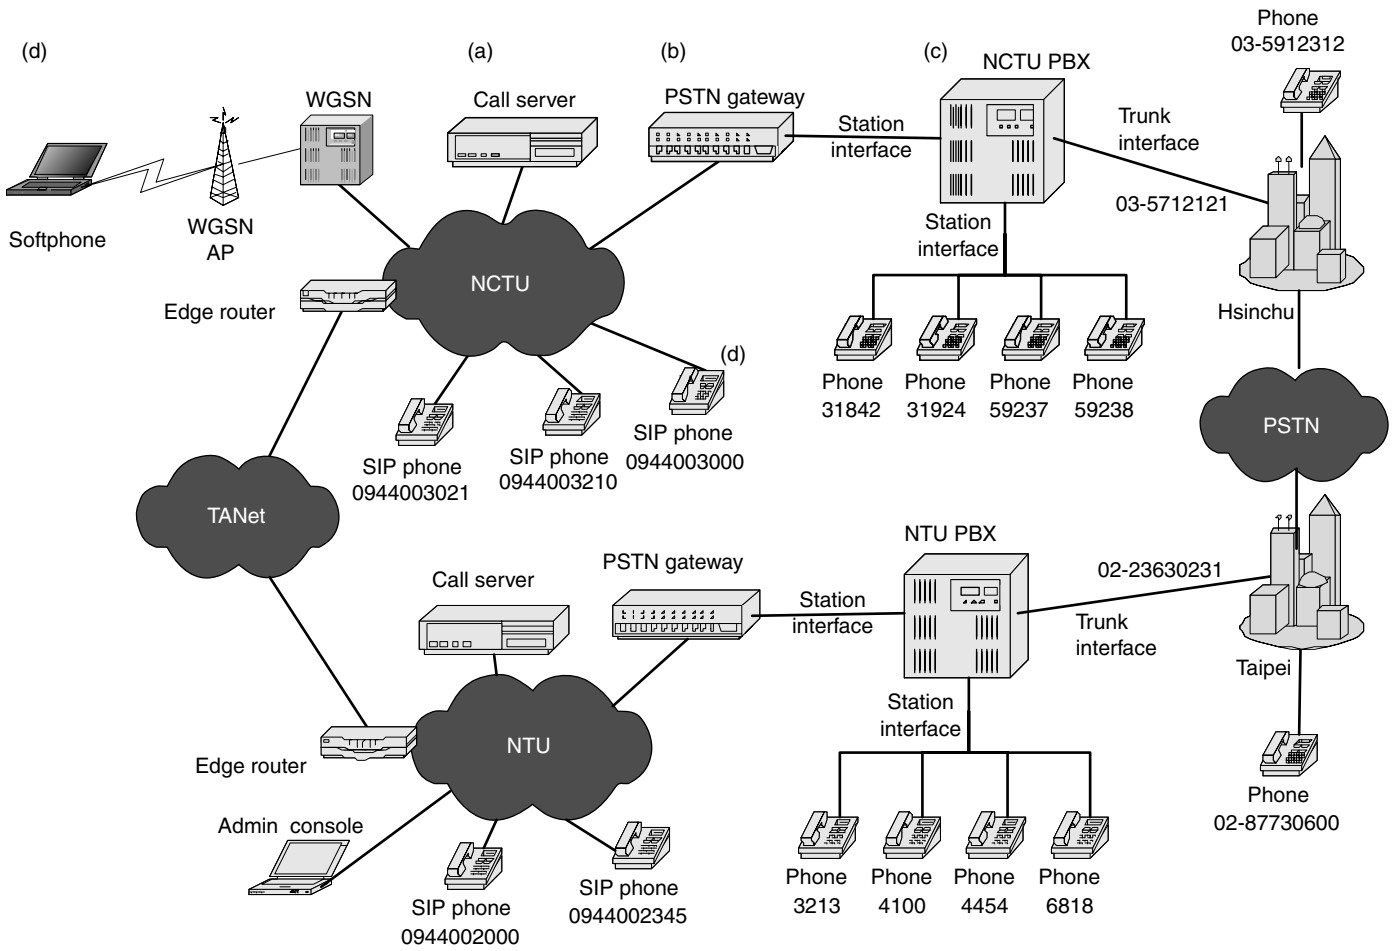 (d)
(a)
(b)
(c)
Phone
03-5912312
WGSN
Call server
PSTN gateway
NCTU PBX
Station
interface
Trunk
interface
Softphone
WGSN
AP
03-5712121
Station
interface
NCTU
Edge router
Hsinchu
(d)
Phone
31842
Phone
31924
Phone
59237
Phone
59238
SIP phone
0944003021
SIP phone
0944003210
SIP phone
0944003000
PSTN
TANet
NTU PBX
Call server
PSTN gateway
Station
interface
02-23630231
Trunk
interface
Taipei
Station
interface
NTU
Edge router
Admin console
Phone
02-87730600
SIP phone
0944002000
SIP phone
0944002345
Phone
3213
Phone
4100
Phone
4454
Phone
6818